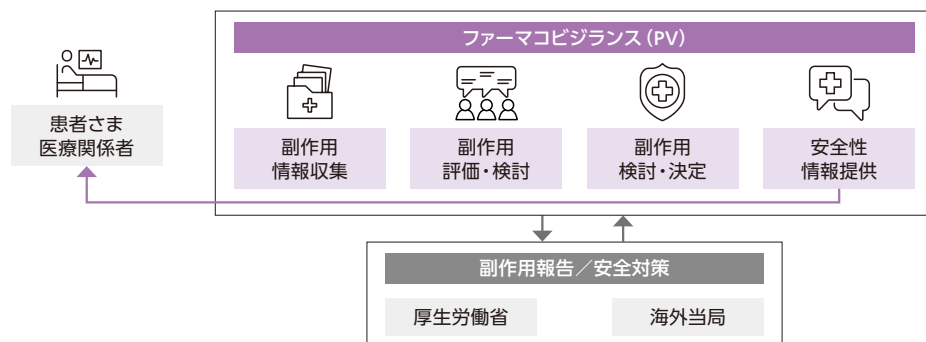 ファーマコビジランス（PV）
患者さま
医療関係者
副作用
情報収集
副作用
評価・検討
副作用
検討・決定
安全性
情報提供
副作用報告／安全対策
厚生労働省
海外当局